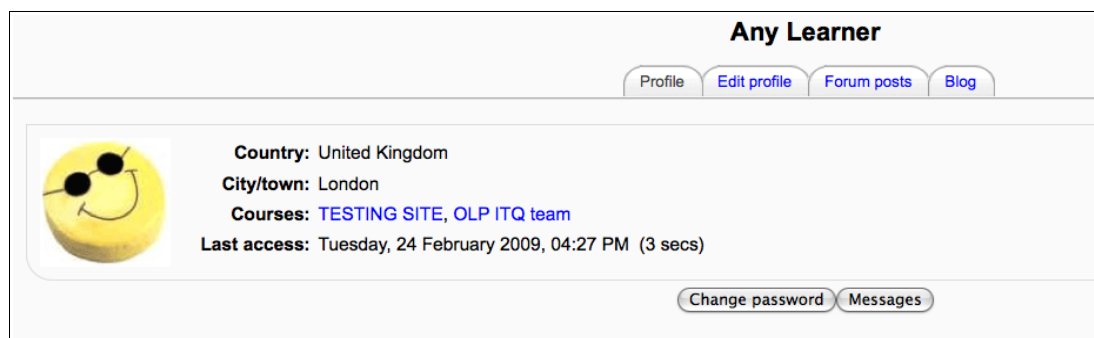 Any Learner
Profile Edit profile Forum posts Blog
Country: United Kingdom
City/town: London
Courses: TESTING SITE, OLP ITQ team
Last access: Tuesday, 24 February 2009, 04:27 PM (3 secs)
Change password Messages